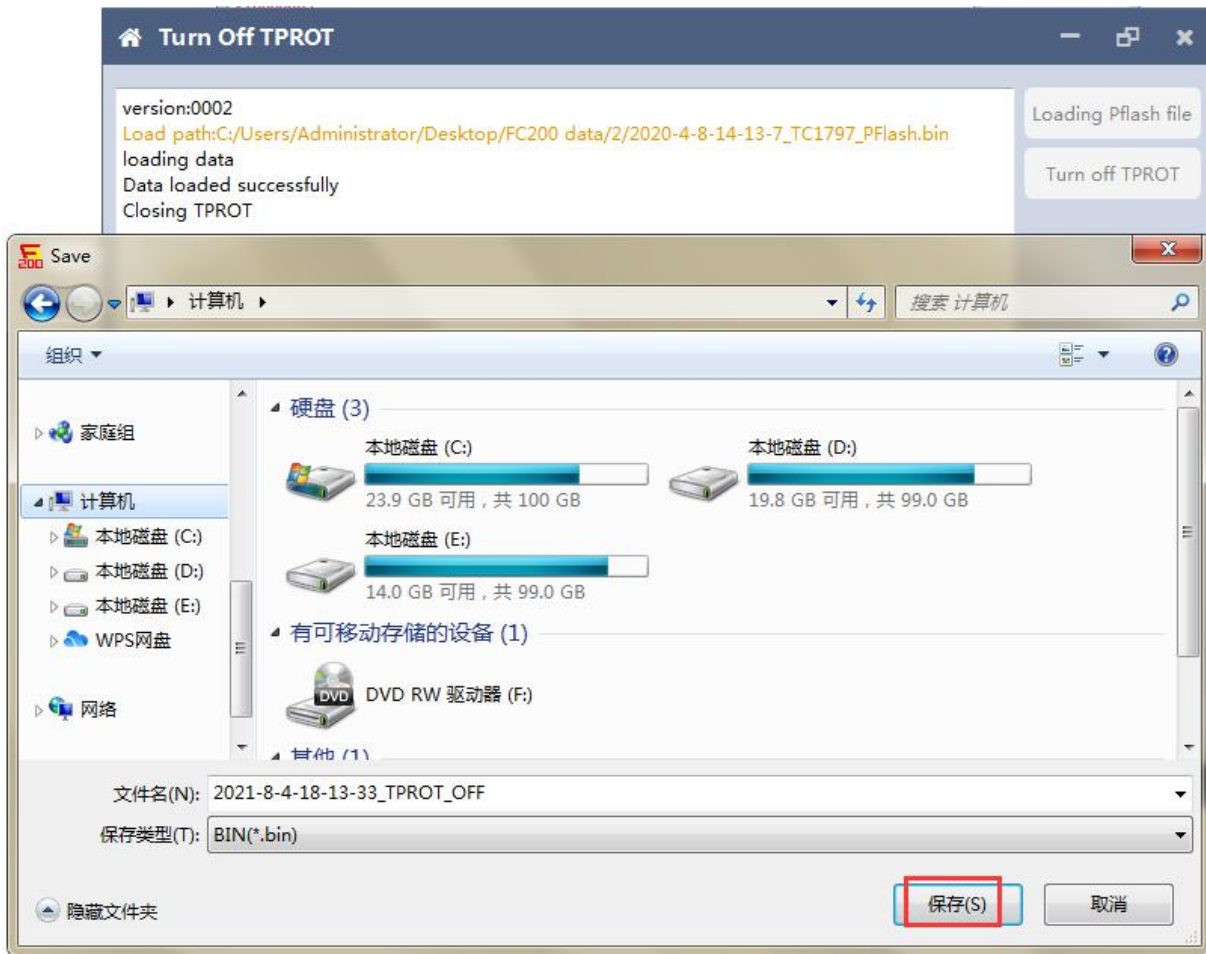 Turn Off TPROT
version:0002
Load path:C:/Users/Administrator/Desktop/FC200 data/2/2020-4-8-14-13-7_TC1797_PFlash.bin
loading data
Data loaded successfully
Closing TPROT
Loading Pflash file
Turn off TPROT
Save
计算机
搜索 计算机
组织
家庭组
计算机
本地磁盘 (C:)
本地磁盘 (D:)
本地磁盘 (E:)
WPS网盘
网络
硬盘 (3)
本地磁盘 (C:)
23.9 GB 可用，共 100 GB
本地磁盘 (D:)
19.8 GB 可用，共 99.0 GB
本地磁盘 (E:)
14.0 GB 可用，共 99.0 GB
有可移动存储的设备 (1)
DVD
DVD RW 驱动器 (F:)
其他 (1)
文件名(N): 2021-8-4-18-13-33_TPROT_OFF
保存类型(T): BIN(*.bin)
隐藏文件夹
保存(S)
取消